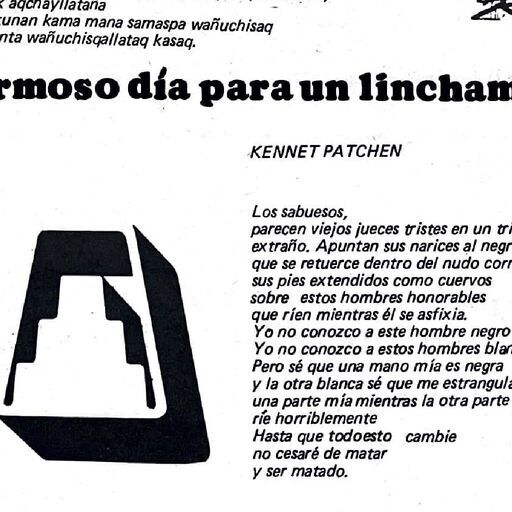 aqchayllatana
kunan kama mana samaspa wañuchisaq
wañuchisqallataq kasaq.
rmoso día para un lincham
KENNET PATCHEN
Los sabuesos,
parecen viejos jueces tristes en un tri
extraño. Apuntan sus narices al negr
que se retuerce dentro del nudo corr
sus pies extendidos como cuervos
sobre estos hombres honorables
que ríen mientras él se asfixia.
Yo no conozco a este hombre negro
Yo no conozco a estos hombres blan
Pero sé que una mano mía es negra
y la otra blanca sé que me estrangula
una parte mía mientras la otra parte
ríe horriblemente
Hasta que todoesto cambie
no cesaré de matar
y ser matado.